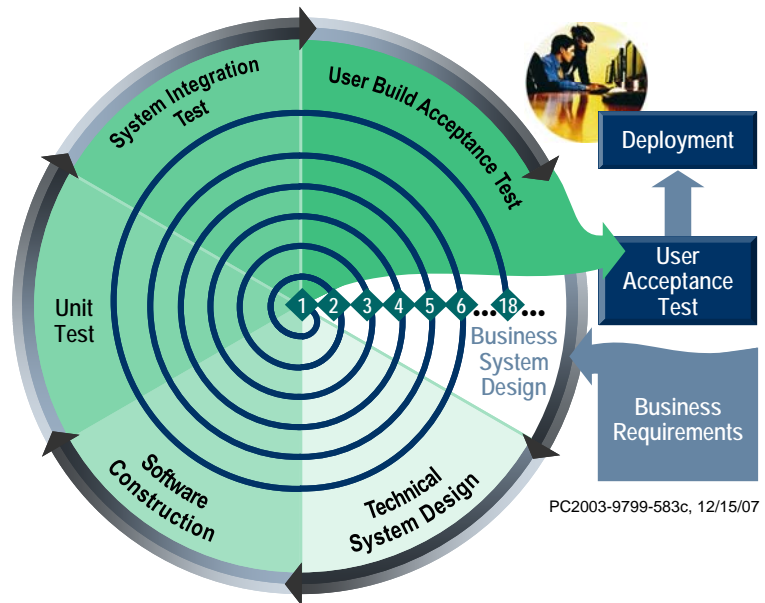 System Integration
Test
User Build Acceptance Test
Deployment
User
Acceptance
Test
Unit
Test
1 2 3 4 5 6 ...18...
Business
System
Design
Business
Requirements
Software
Construction
Technical
System Design
PC2003-9799-583c, 12/15/07